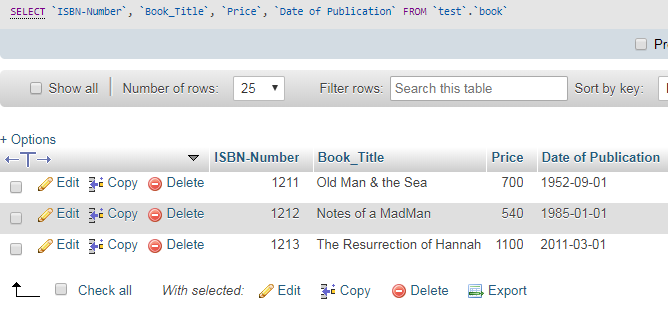 SELECT `ISBN-Number`, `Book_Title`, `Price`, `Date of Publication` FROM `test`.`book`
Show all Number of rows: 25 Filter rows: Search this table Sort by key:
+ Options
ISBN-Number Book_Title Price Date of Publication
Edit Copy Delete 1211 Old Man & the Sea 700 1952-09-01
Edit Copy Delete 1212 Notes of a MadMan 540 1985-01-01
Edit Copy Delete 1213 The Resurrection of Hannah 1100 2011-03-01
Check all With selected: Edit Copy Delete Export